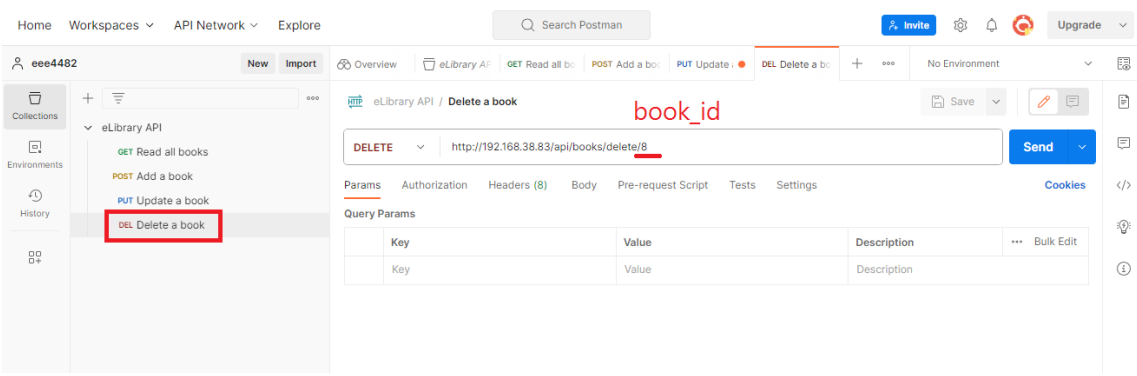 Home Workspaces API Network Explore Search Postman Invite Upgrade
eee4482 New Import Overview eLibrary AP GET Read all bo POST Add a boo PUT Update DEL Delete a bo No Environment
Collections
Environments
History
eLibrary API
GET Read all books
POST Add a book
PUT Update a book
DEL Delete a book
HTTP eLibrary API / Delete a book Save
book_id
DELETE http://192.168.38.83/api/books/delete/8 Send
Params Authorization Headers (8) Body Pre-request Script Tests Settings Cookies
Query Params
Key Value Description Bulk Edit
Key Value Description